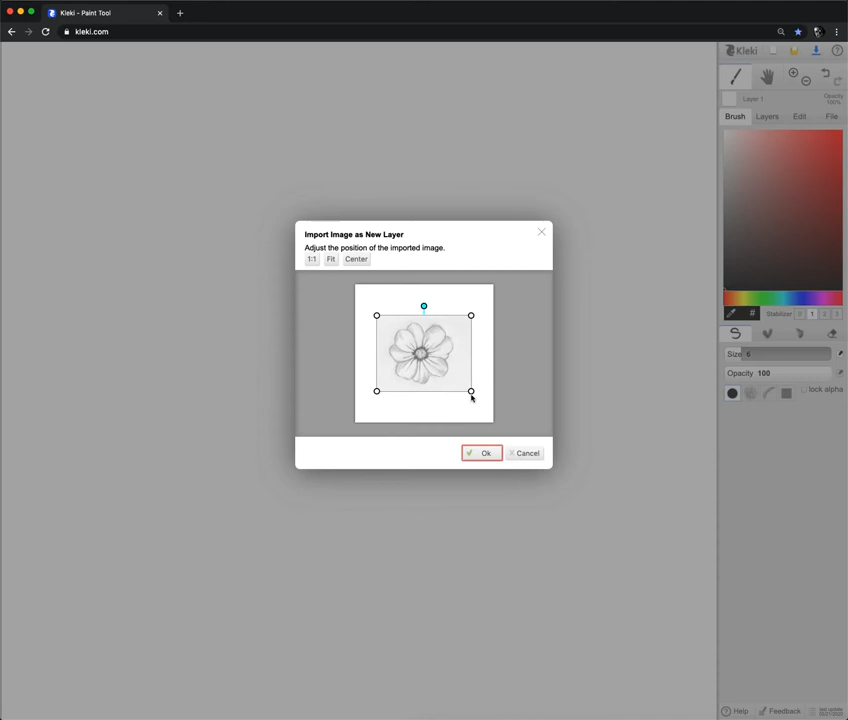 Kleki - Paint Tool
kleki.com
Kleki
Layer 1
Opacity
100%
Brush
Layers
Edit
File
Import Image as New Layer
Adjust the position of the imported image.
1:1
Fit
Center
Stabilizer
0
1
2
3
Size 6
Opacity 100
lock alpha
Ok
Cancel
Help
Feedback
last update